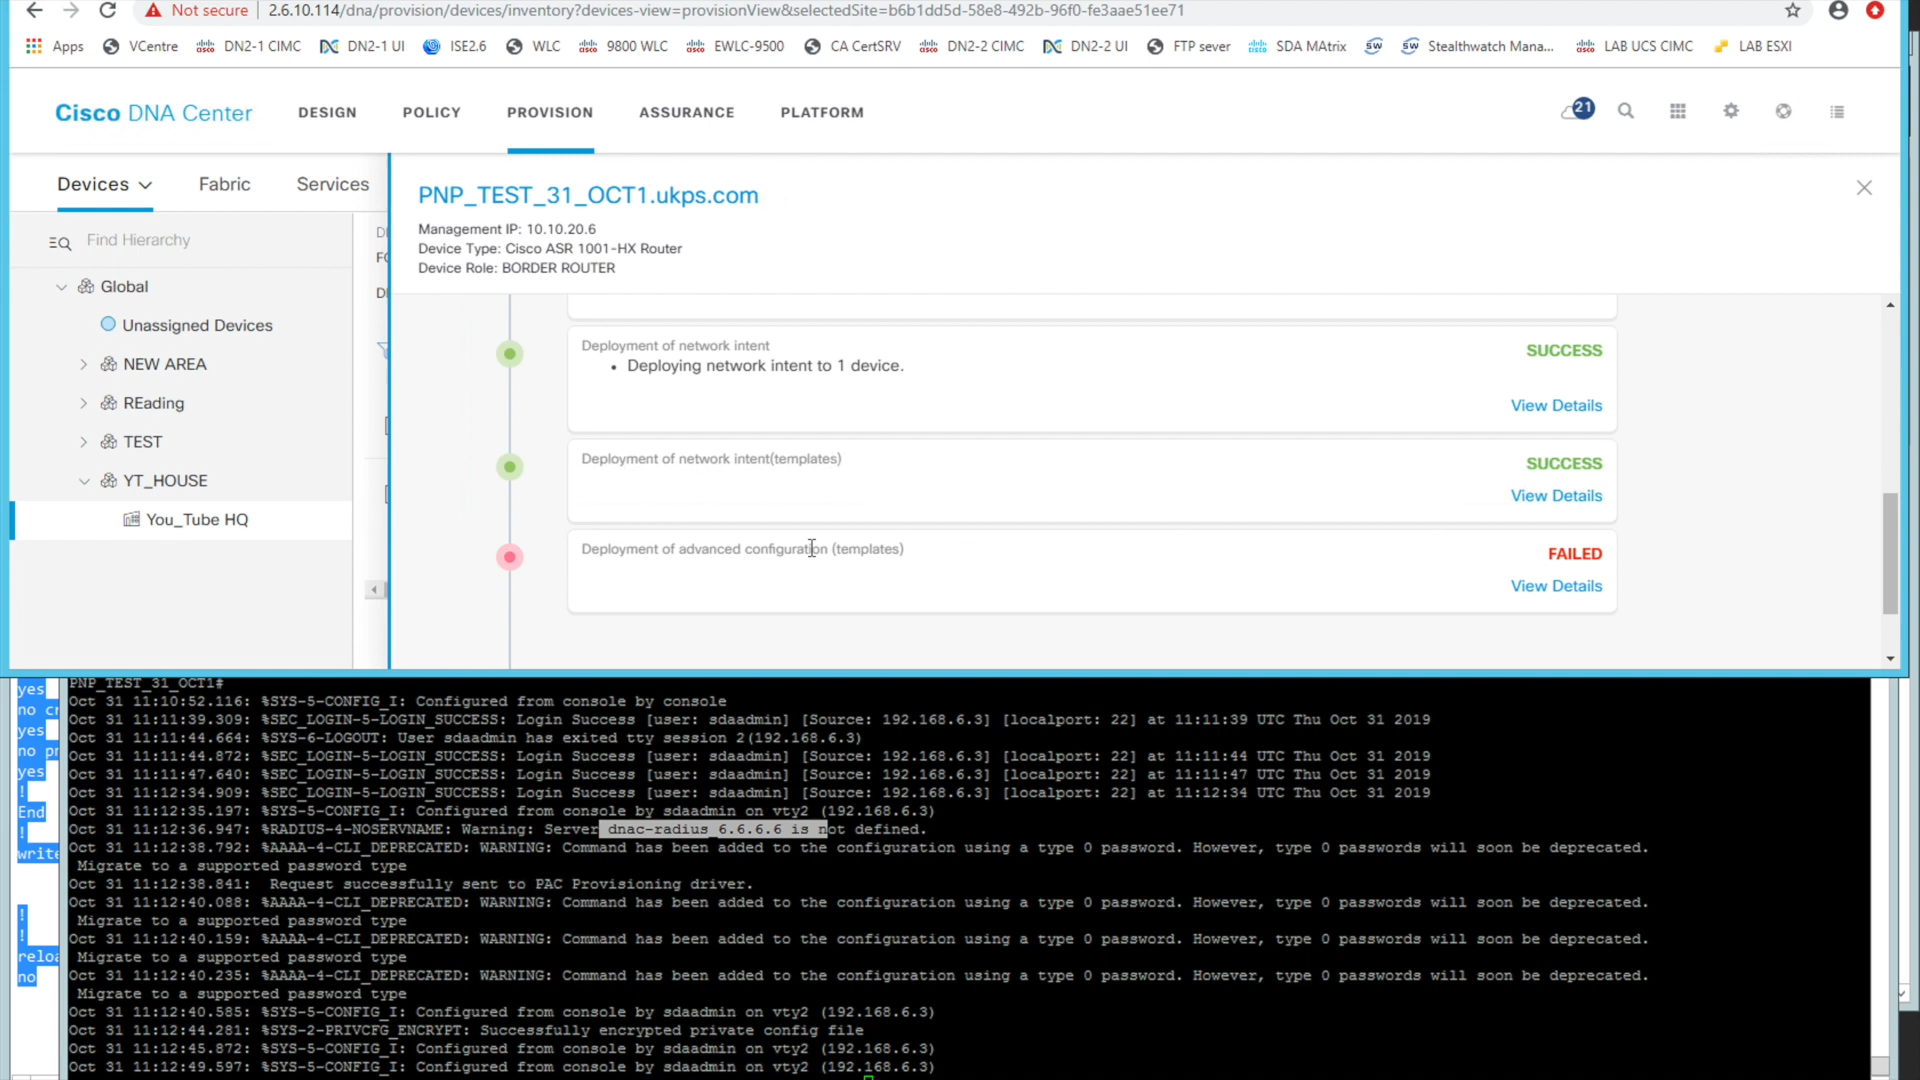 Not secure | 2.6.10.114/dna/provision/devices/inventory?devices-view=provisionView&selectedSite=b6b1dd5d-58e8-492b-96f0-fe3aae51ee71
Apps VCentre DN2-1 CIMC DN2-1 UI ISE2.6 WLC 9800 WLC EWLC-9500 CA CertSRV DN2-2 CIMC DN2-2 UI FTP sever SDA MAtrix Stealthwatch Mana... LAB UCS CIMC LAB ESXI
Cisco DNA Center DESIGN POLICY PROVISION ASSURANCE PLATFORM 21
Devices Fabric Services
PNP_TEST_31_OCT1.ukps.com
Management IP: 10.10.20.6
Device Type: Cisco ASR 1001-HX Router
Device Role: BORDER ROUTER
Find Hierarchy
Global
Unassigned Devices
NEW AREA
REading
TEST
YT_HOUSE
You_Tube HQ
Deployment of network intent
SUCCESS
• Deploying network intent to 1 device.
View Details
Deployment of network intent(templates)
SUCCESS
View Details
Deployment of advanced configuration (templates)
FAILED
View Details
yes
no cr
yes
no pr
yes
!
End
!
write
!
!
reloa
no
PNP_TEST_31_OCT1#
Oct 31 11:10:52.116: %SYS-5-CONFIG_I: Configured from console by console
Oct 31 11:11:39.309: %SEC_LOGIN-5-LOGIN_SUCCESS: Login Success [user: sdaadmin] [Source: 192.168.6.3] [localport: 22] at 11:11:39 UTC Thu Oct 31 2019
Oct 31 11:11:44.664: %SYS-6-LOGOUT: User sdaadmin has exited tty session 2(192.168.6.3)
Oct 31 11:11:44.872: %SEC_LOGIN-5-LOGIN_SUCCESS: Login Success [user: sdaadmin] [Source: 192.168.6.3] [localport: 22] at 11:11:44 UTC Thu Oct 31 2019
Oct 31 11:11:47.640: %SEC_LOGIN-5-LOGIN_SUCCESS: Login Success [user: sdaadmin] [Source: 192.168.6.3] [localport: 22] at 11:11:47 UTC Thu Oct 31 2019
Oct 31 11:12:34.909: %SEC_LOGIN-5-LOGIN_SUCCESS: Login Success [user: sdaadmin] [Source: 192.168.6.3] [localport: 22] at 11:12:34 UTC Thu Oct 31 2019
Oct 31 11:12:35.197: %SYS-5-CONFIG_I: Configured from console by sdaadmin on vty2 (192.168.6.3)
Oct 31 11:12:36.947: %RADIUS-4-NOSERVNAME: Warning: Server dnac-radius_6.6.6.6 is not defined.
Oct 31 11:12:38.792: %AAAA-4-CLI_DEPRECATED: WARNING: Command has been added to the configuration using a type 0 password. However, type 0 passwords will soon be deprecated.
Migrate to a supported password type
Oct 31 11:12:38.841: Request successfully sent to PAC Provisioning driver.
Oct 31 11:12:40.088: %AAAA-4-CLI_DEPRECATED: WARNING: Command has been added to the configuration using a type 0 password. However, type 0 passwords will soon be deprecated.
Migrate to a supported password type
Oct 31 11:12:40.159: %AAAA-4-CLI_DEPRECATED: WARNING: Command has been added to the configuration using a type 0 password. However, type 0 passwords will soon be deprecated.
Migrate to a supported password type
Oct 31 11:12:40.235: %AAAA-4-CLI_DEPRECATED: WARNING: Command has been added to the configuration using a type 0 password. However, type 0 passwords will soon be deprecated.
Migrate to a supported password type
Oct 31 11:12:40.585: %SYS-5-CONFIG_I: Configured from console by sdaadmin on vty2 (192.168.6.3)
Oct 31 11:12:44.281: %SYS-2-PRIVCFG_ENCRYPT: Successfully encrypted private config file
Oct 31 11:12:45.872: %SYS-5-CONFIG_I: Configured from console by sdaadmin on vty2 (192.168.6.3)
Oct 31 11:12:49.597: %SYS-5-CONFIG_I: Configured from console by sdaadmin on vty2 (192.168.6.3)